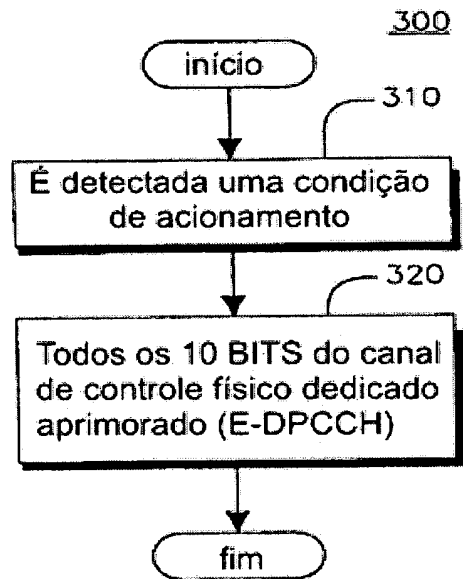 300
início
310
É detectada uma condição
de acionamento
320
Todos os 10 BITS do canal
de controle físico dedicado
aprimorado (E-DPCCH)
fim